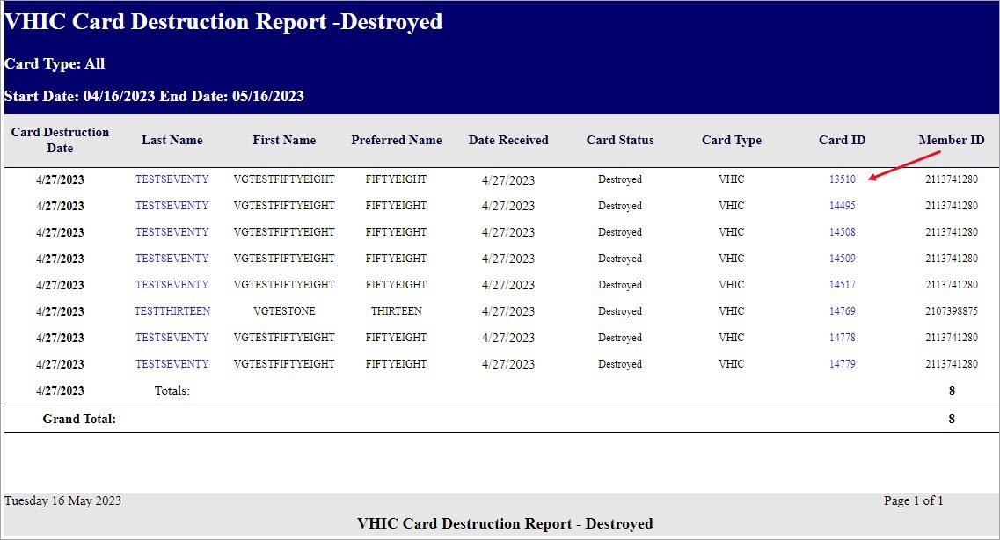 VHIC Card Destruction Report -Destroyed
Card Type: All
Start Date: 04/16/2023 End Date: 05/16/2023
Card Destruction Date Last Name First Name Preferred Name Date Received Card Status Card Type Card ID Member ID
4/27/2023 TESTSEVENTY VGTESTFIFTYEIGHT FIFTYEIGHT 4/27/2023 Destroyed VHIC 13510 2113741280
4/27/2023 TESTSEVENTY VGTESTFIFTYEIGHT FIFTYEIGHT 4/27/2023 Destroyed VHIC 14495 2113741280
4/27/2023 TESTSEVENTY VGTESTFIFTYEIGHT FIFTYEIGHT 4/27/2023 Destroyed VHIC 14508 2113741280
4/27/2023 TESTSEVENTY VGTESTFIFTYEIGHT FIFTYEIGHT 4/27/2023 Destroyed VHIC 14509 2113741280
4/27/2023 TESTSEVENTY VGTESTFIFTYEIGHT FIFTYEIGHT 4/27/2023 Destroyed VHIC 14517 2113741280
4/27/2023 TESTTHIRTEEN VGTESTONE THIRTEEN 4/27/2023 Destroyed VHIC 14769 2107398875
4/27/2023 TESTSEVENTY VGTESTFIFTYEIGHT FIFTYEIGHT 4/27/2023 Destroyed VHIC 14778 2113741280
4/27/2023 TESTSEVENTY VGTESTFIFTYEIGHT FIFTYEIGHT 4/27/2023 Destroyed VHIC 14779 2113741280
4/27/2023 Totals: 8
Grand Total: 8
Tuesday 16 May 2023 Page 1 of 1
VHIC Card Destruction Report - Destroyed